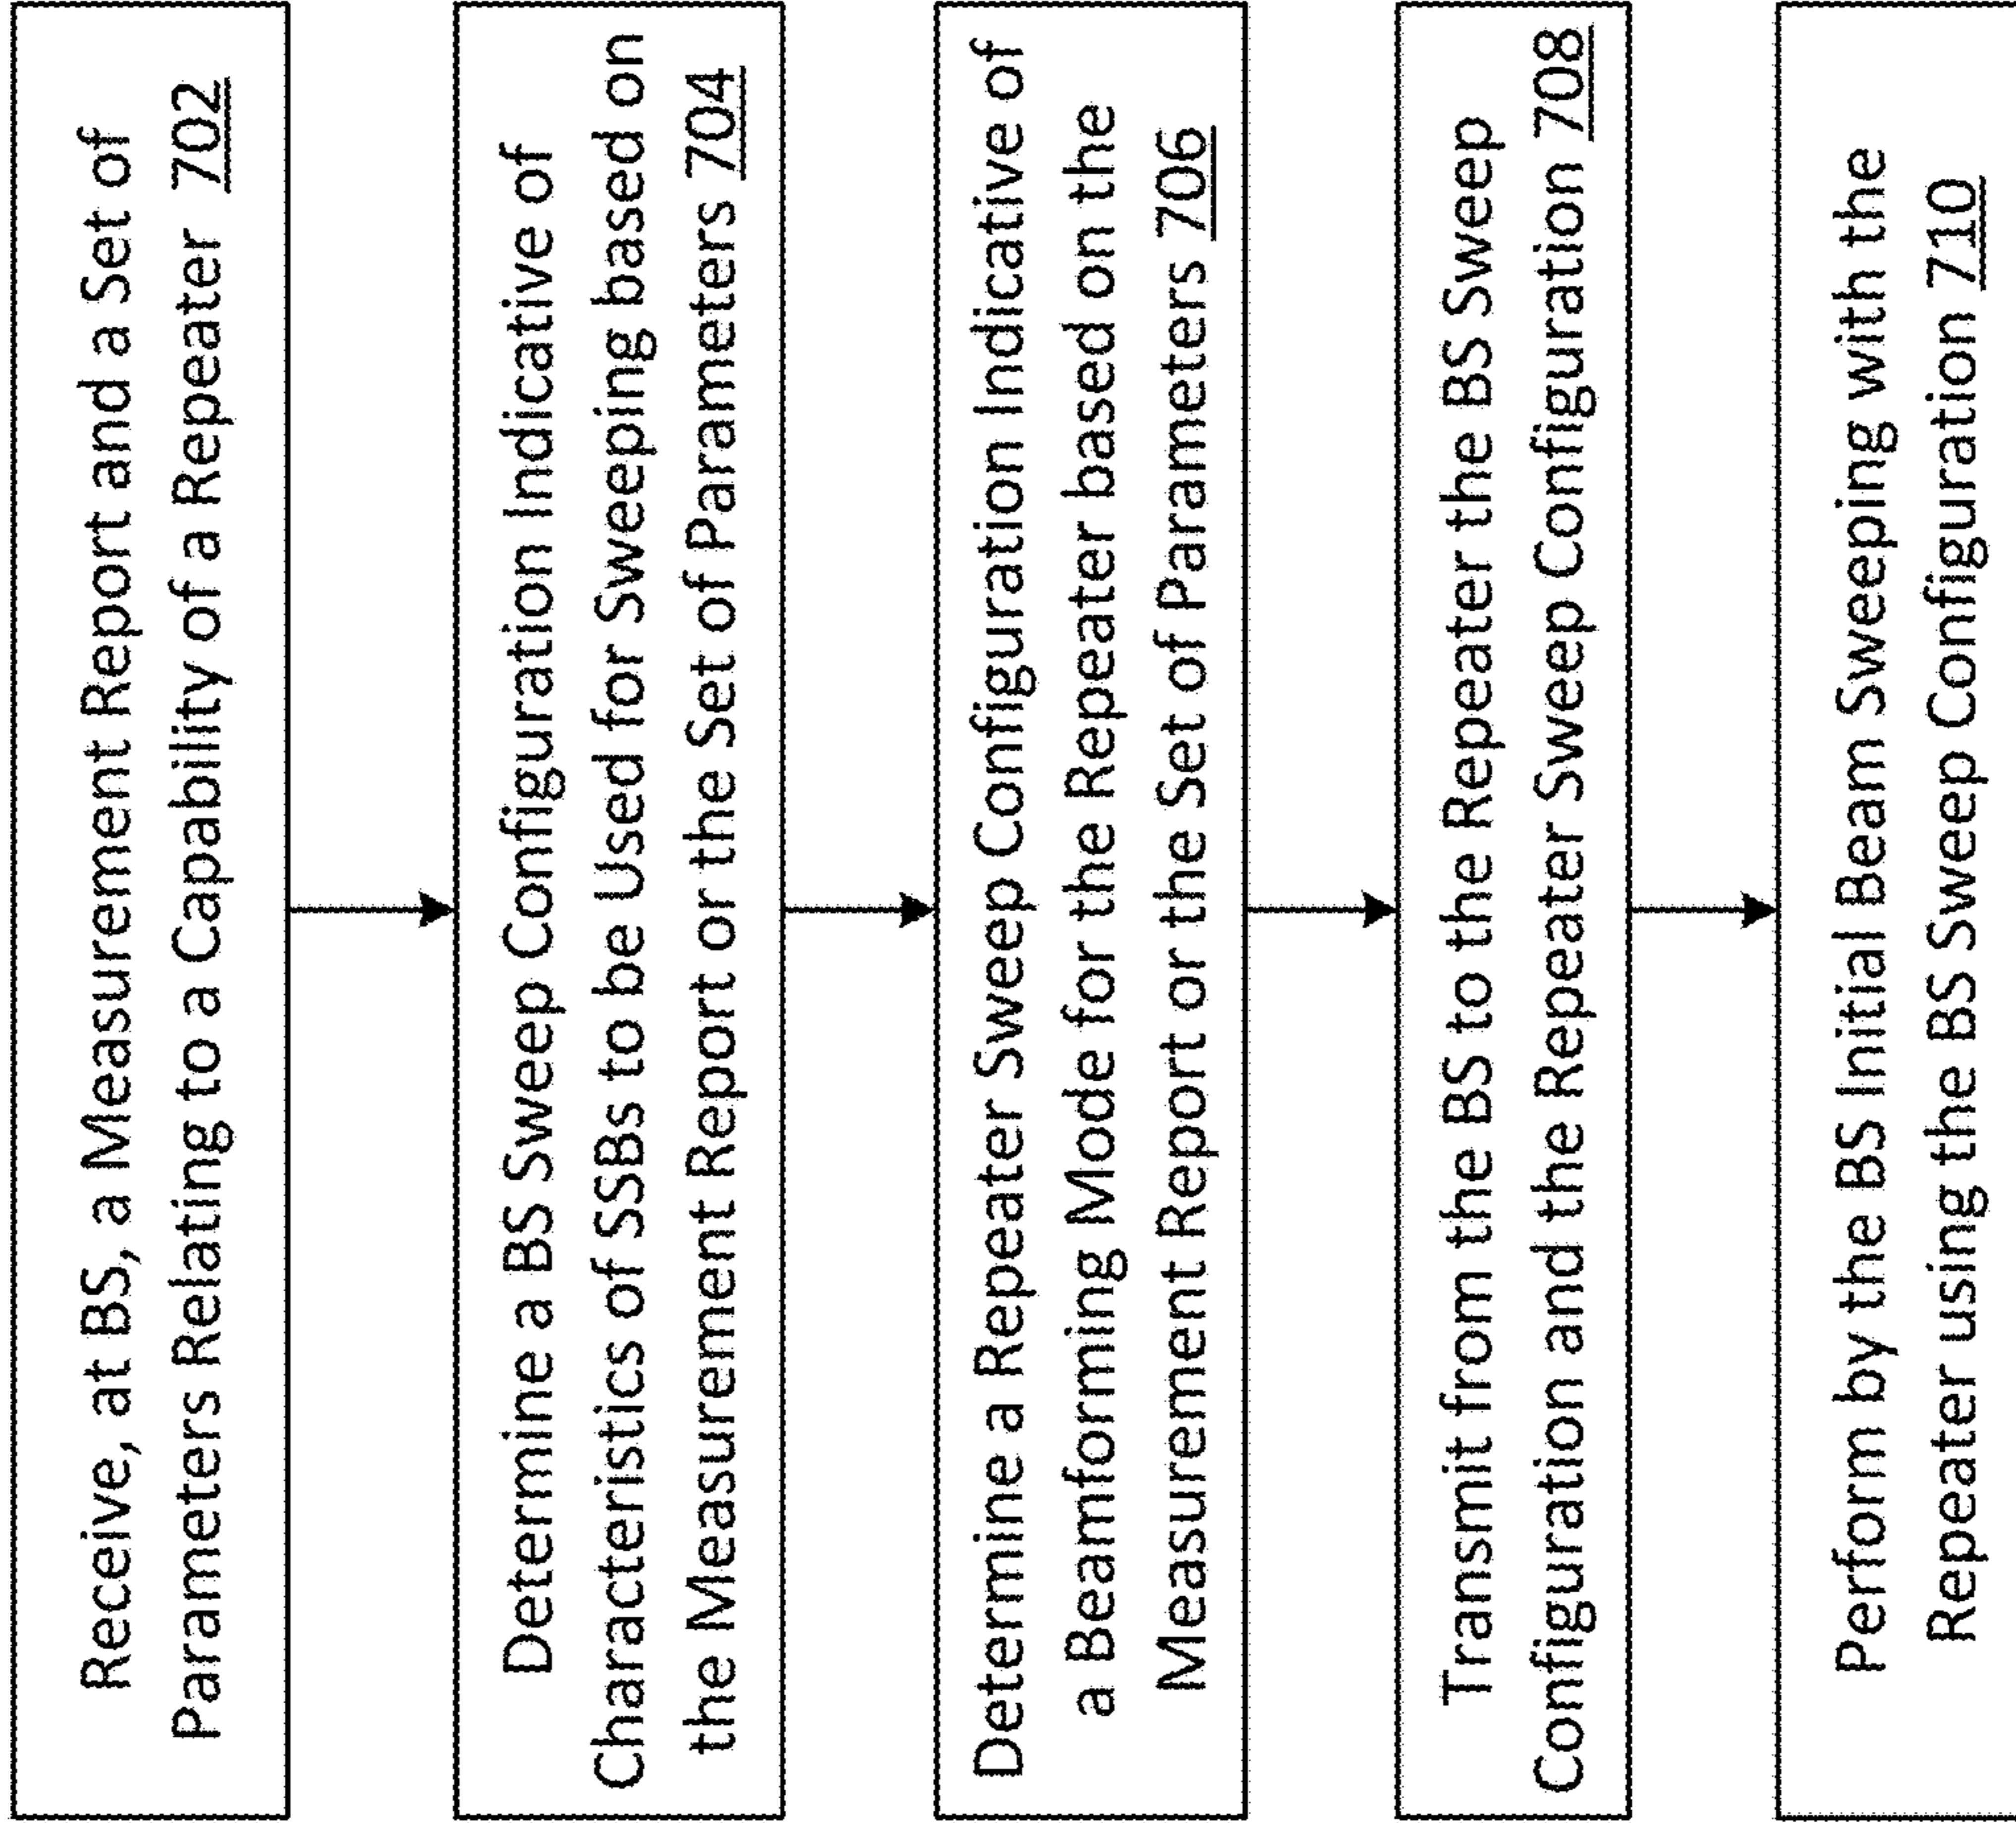 Receive, at BS, a Measurement Report and a Set of
Parameters Relating to a Capability of a Repeater 702
Determine a BS Sweep Configuration Indicative of
Characteristics of SSBs to be Used for Sweeping based on
the Measurement Report or the Set of Parameters 704
Determine a Repeater Sweep Configuration Indicative of
a Beamforming Mode for the Repeater based on the
Measurement Report or the Set of Parameters 706
Transmit from the BS to the Repeater the BS Sweep
Configuration and the Repeater Sweep Configuration 708
Perform by the BS Initial Beam Sweeping with the
Repeater using the BS Sweep Configuration 710